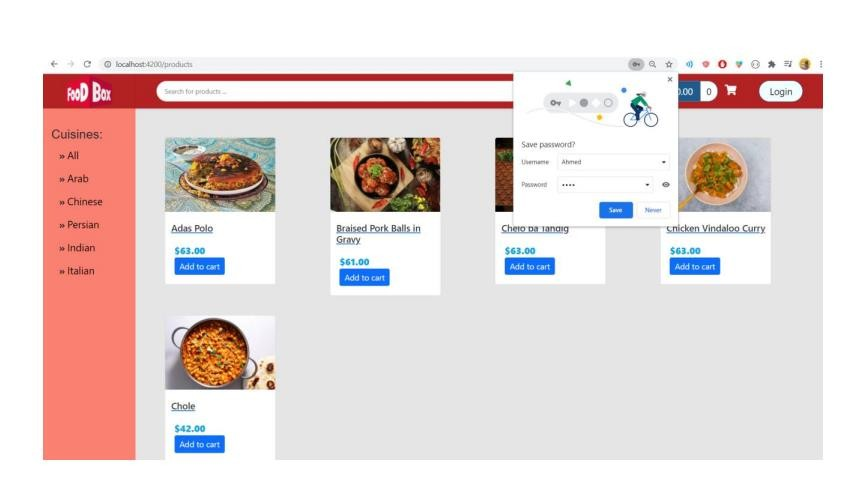 localhost:4200/products
FooD Box
Search for products ...
0.00
0
Login
Cuisines:
» All
» Arab
» Chinese
» Persian
» Indian
» Italian
Save password?
Username
Ahmed
Password
••••
Save
Never
Adas Polo
$63.00
Add to cart
Braised Pork Balls in
Gravy
$61.00
Add to cart
Chelo ba Tahdig
$63.00
Add to cart
Chicken Vindaloo Curry
$63.00
Add to cart
Chole
$42.00
Add to cart